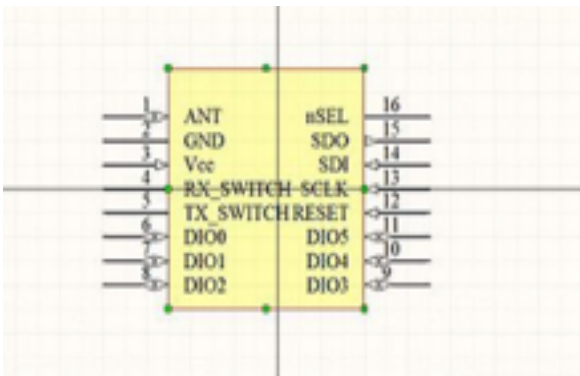 1 ANT nSEL 16
2 GND SDO 15
3 Vcc SDI 14
4 RX_SWITCH SCLK 13
5 TX_SWITCH RESET 12
6 DIO0 DIO5 11
7 DIO1 DIO4 10
8 DIO2 DIO3 9